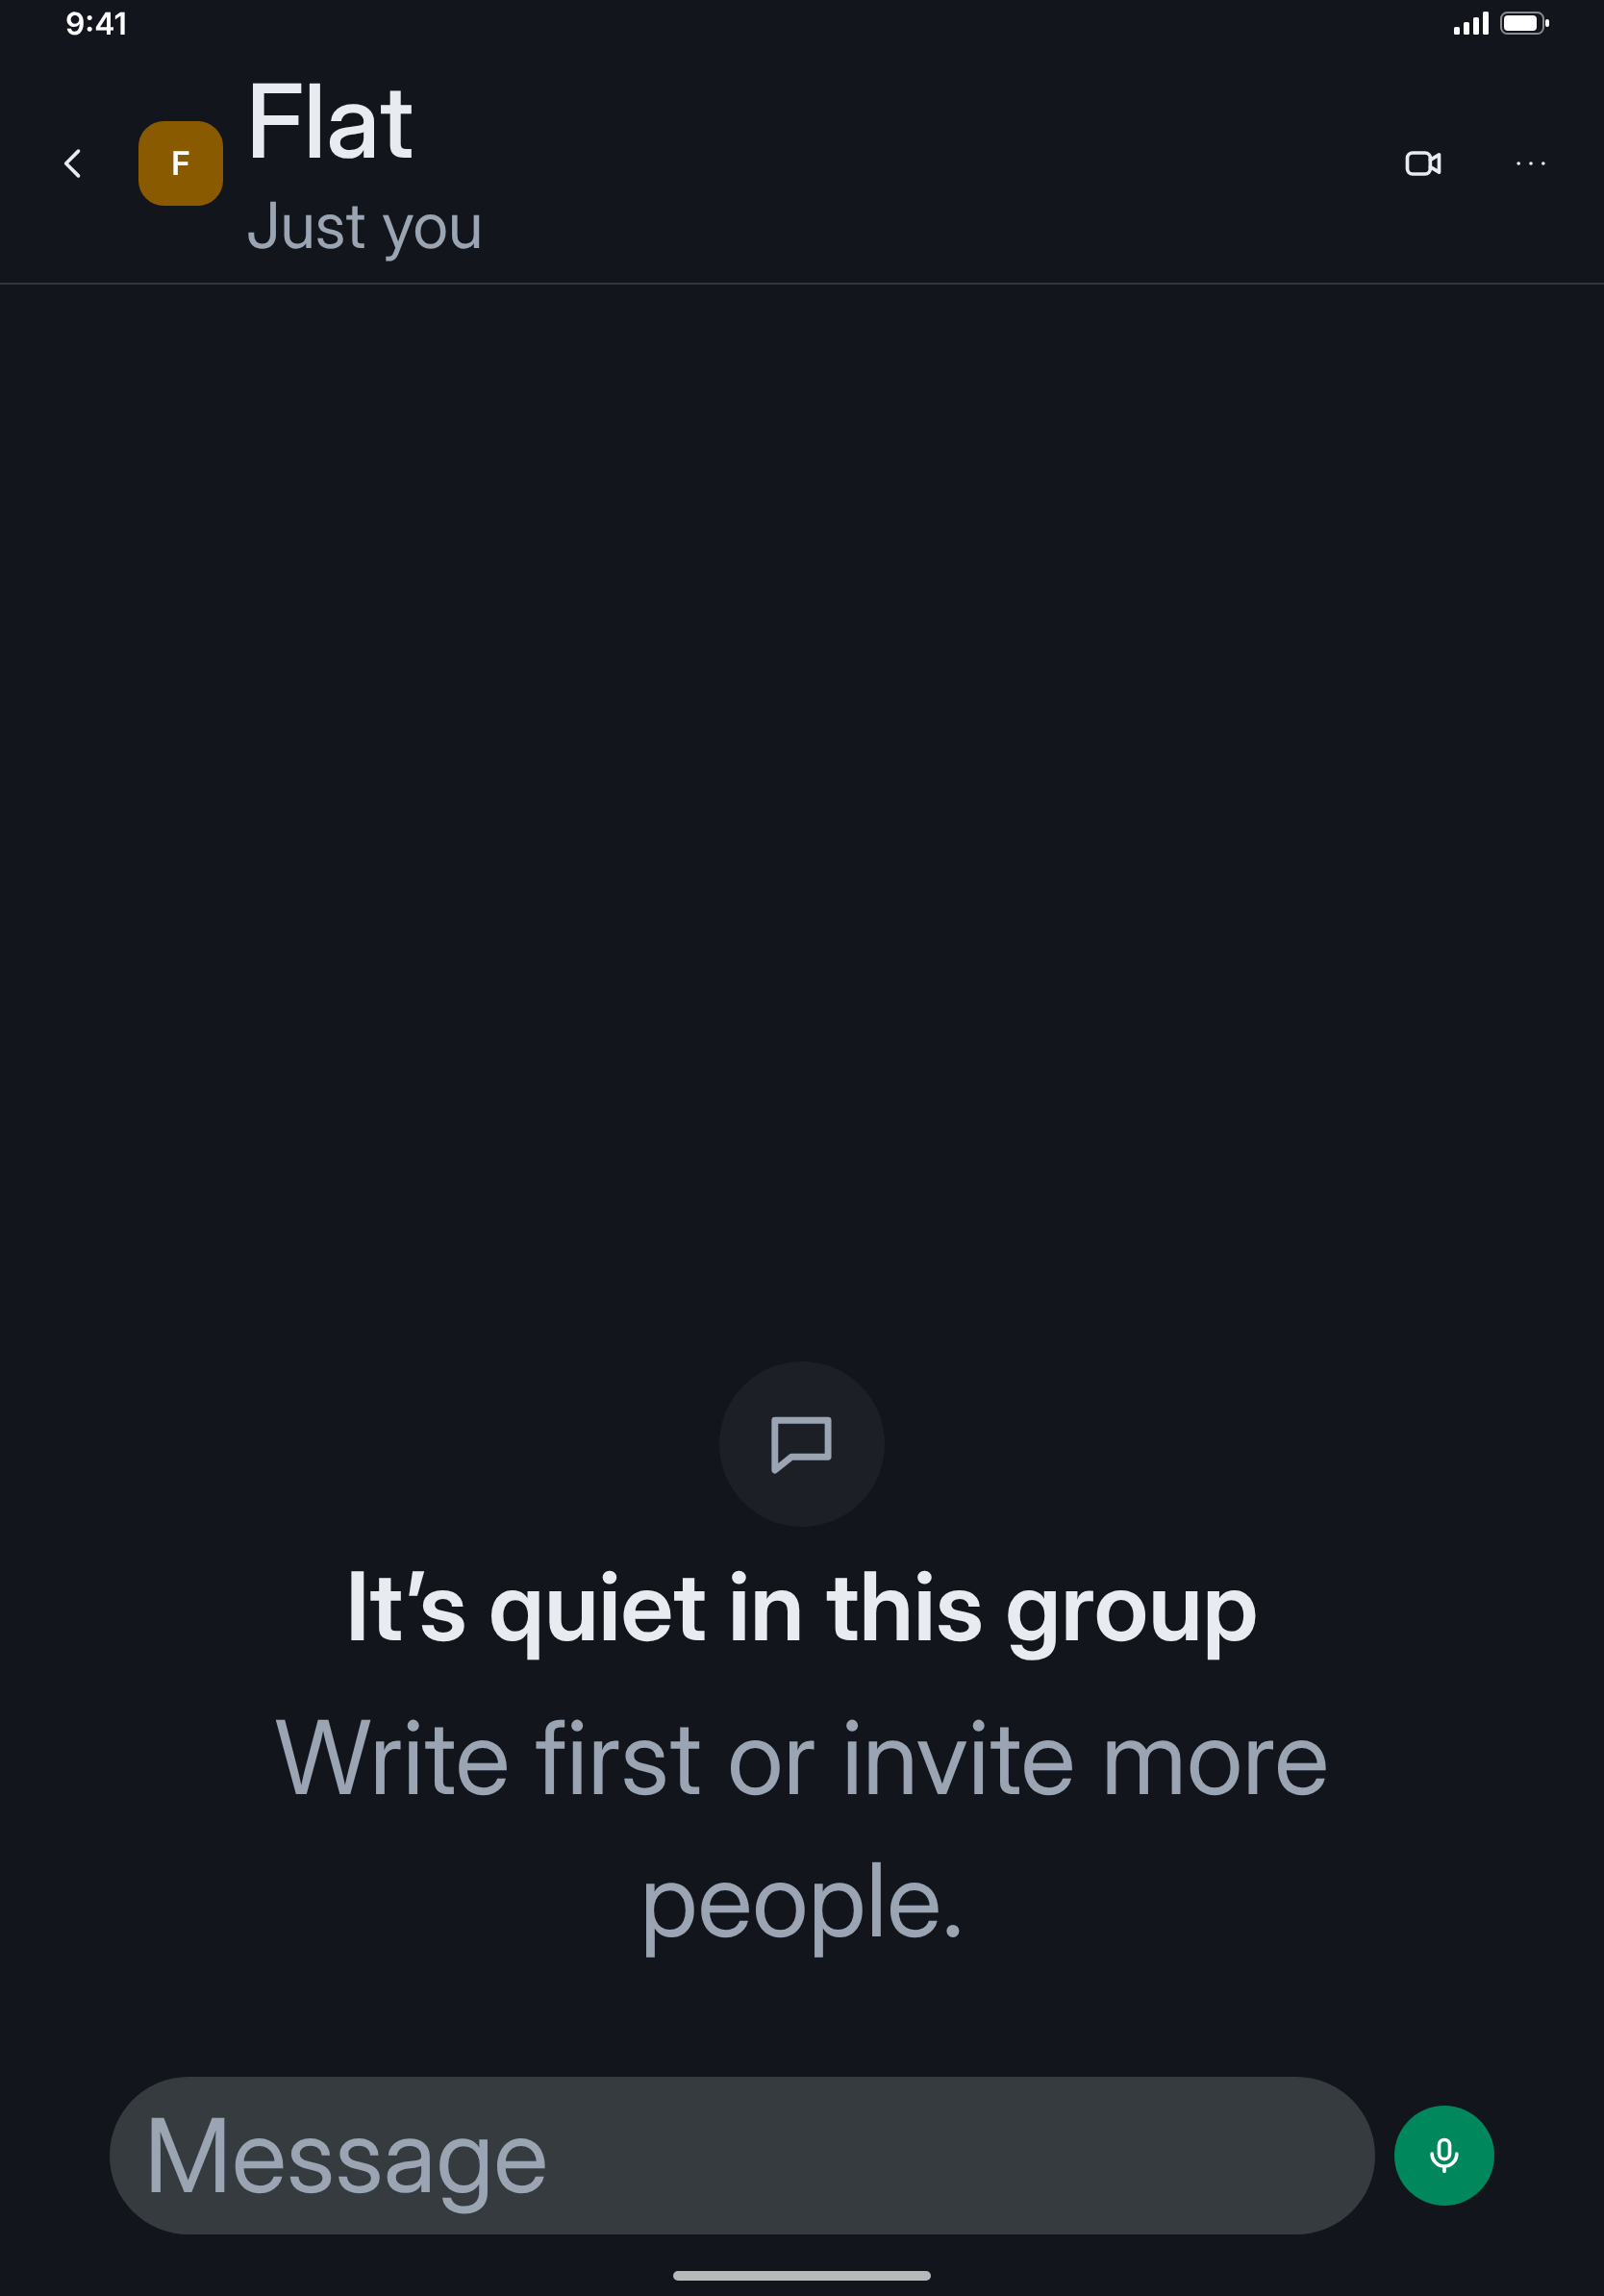 9:41
F
Flat
Just you
It’s quiet in this group
Write first or invite more
people.
Message